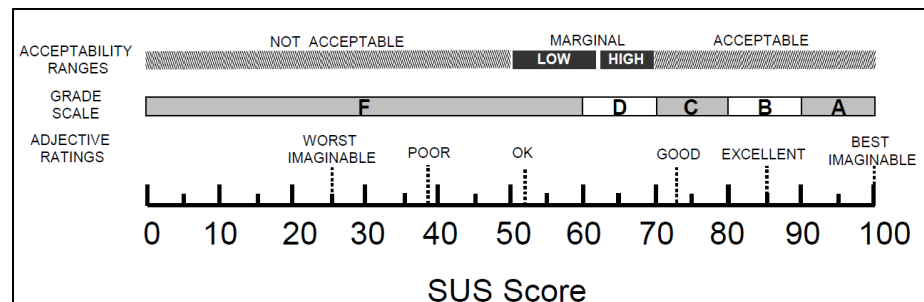 NOT ACCEPTABLE MARGINAL ACCEPTABLE
ACCEPTABILITY
RANGES
LOW HIGH
GRADE
SCALE
F D C B A
ADJECTIVE
RATINGS
WORST
IMAGINABLE
POOR
OK
GOOD
EXCELLENT
BEST
IMAGINABLE
0 10 20 30 40 50 60 70 80 90 100
SUS Score